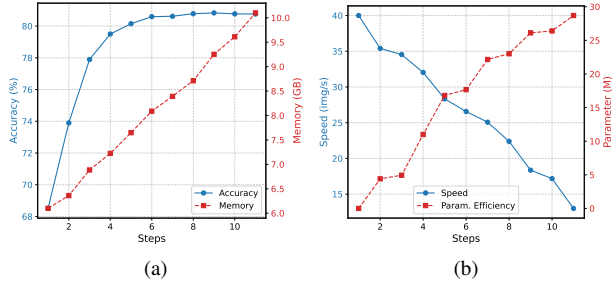 80
78
76
74
72
70
68
Accuracy (%)
10.0
9.5
9.0
8.5
8.0
7.5
7.0
6.5
6.0
Memory (GB)
Accuracy
Memory
2 4 6 8 10
Steps
(a)
40
35
30
25
20
15
Speed (img/s)
30
25
20
15
10
5
0
Parameter (M)
Speed
Param. Efficiency
2 4 6 8 10
Steps
(b)